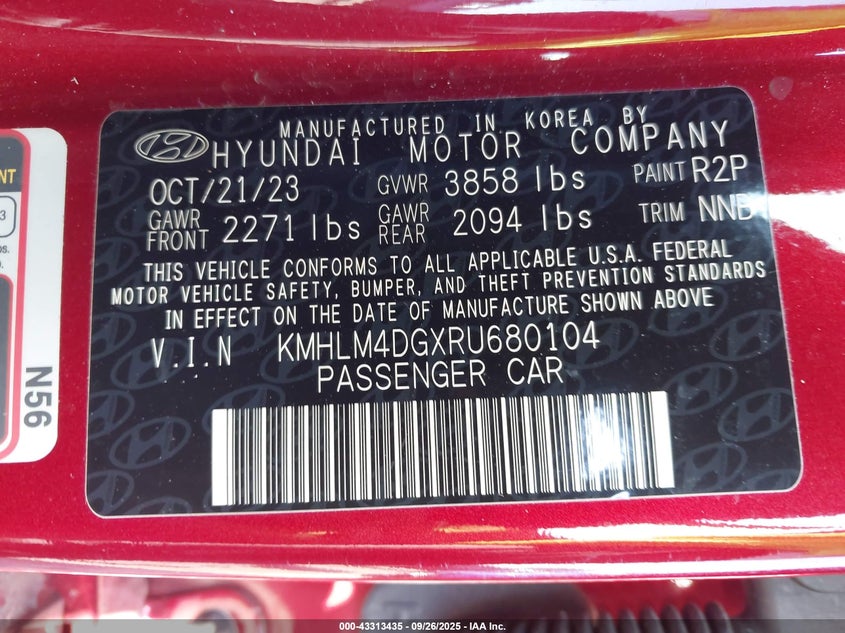 MANUFACTURED IN KOREA BY
HYUNDAI MOTOR COMPANY
OCT/21/23 GVWR 3858 lbs PAINT R2P
GAWR FRONT 2271 lbs GAWR REAR 2094 lbs TRIM NNB
THIS VEHICLE CONFORMS TO ALL APPLICABLE U.S.A. FEDERAL
MOTOR VEHICLE SAFETY, BUMPER, AND THEFT PREVENTION STANDARDS
IN EFFECT ON THE DATE OF MANUFACTURE SHOWN ABOVE
V.I.N KMHLM4DGXRU680104
PASSENGER CAR
N56
000-43313435 - 09/26/2025 - IAA Inc.